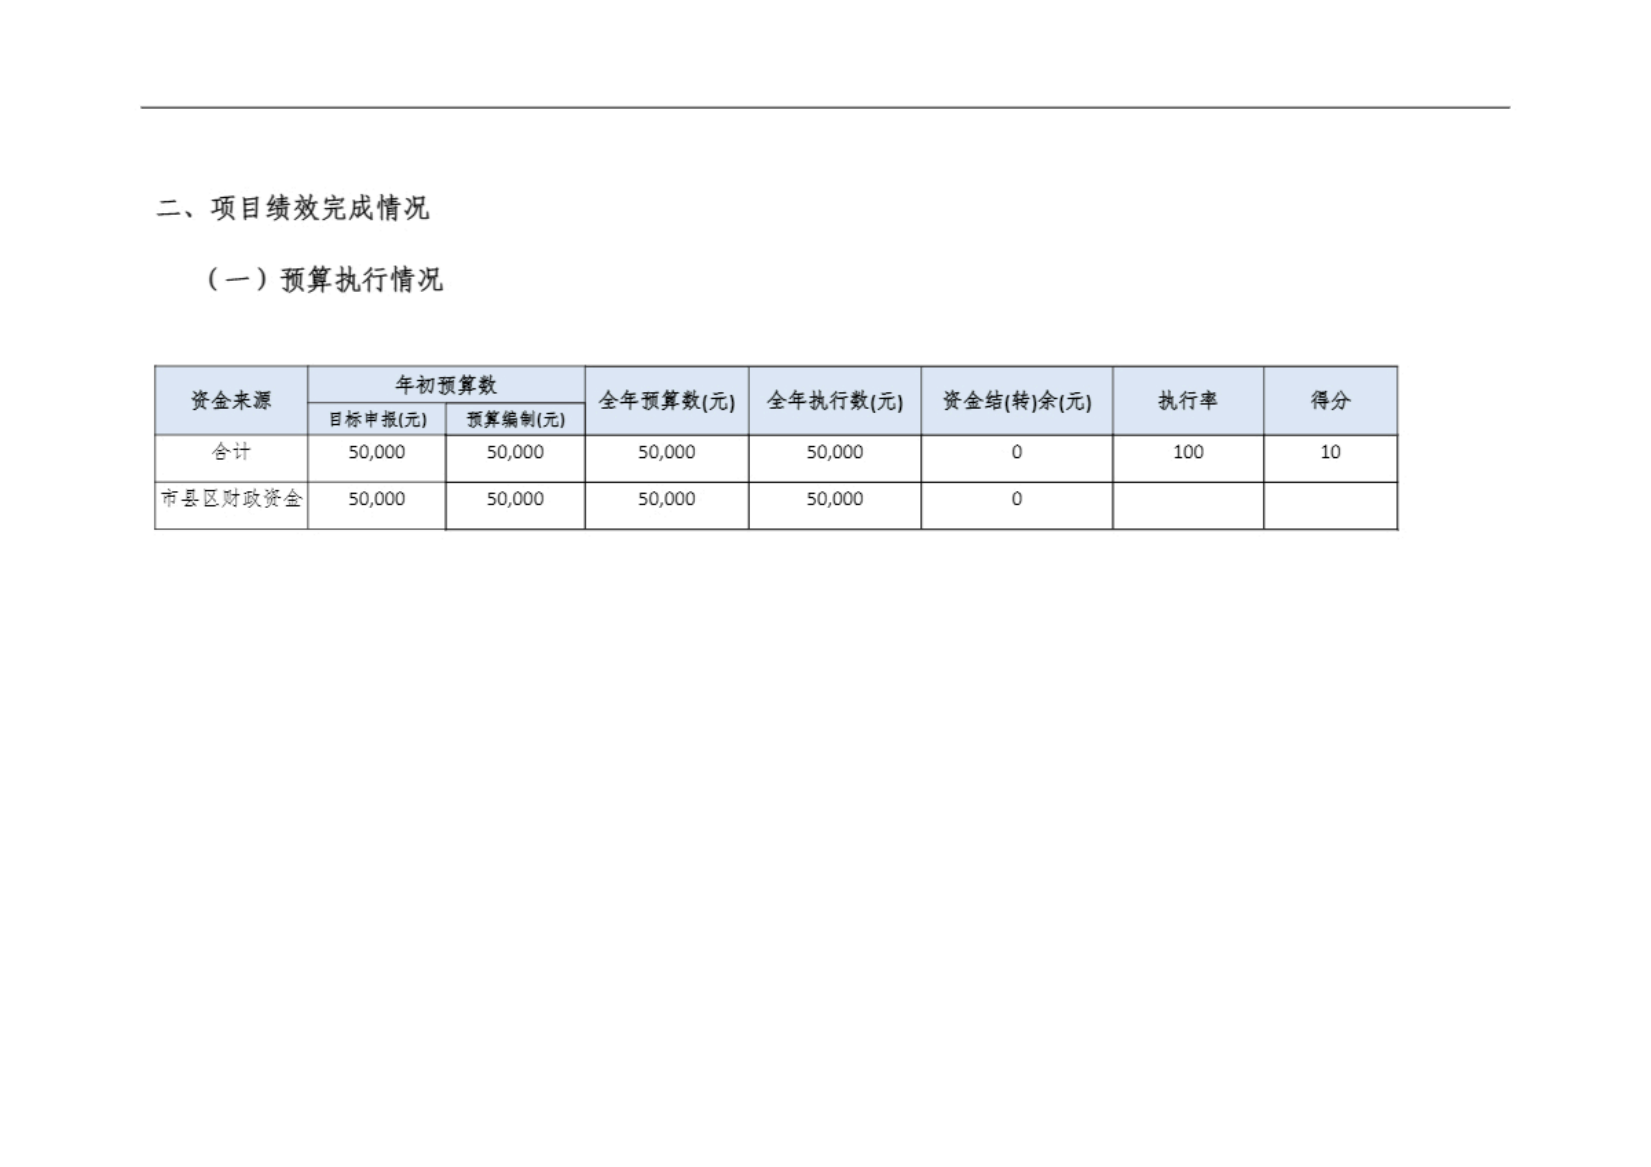 二、项目绩效完成情况
（一）预算执行情况
资金来源 年初预算数 全年预算数(元) 全年执行数(元) 资金结(转)余(元) 执行率 得分
目标申报(元) 预算编制(元)
合计 50,000 50,000 50,000 50,000 0 100 10
市县区财政资金 50,000 50,000 50,000 50,000 0